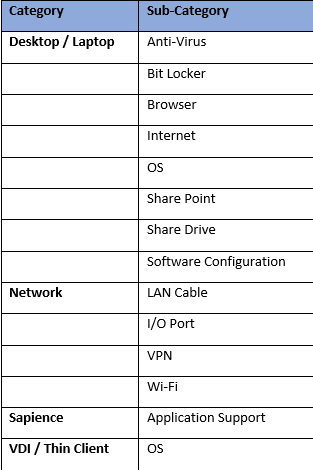 Category Sub-Category
Desktop / Laptop Anti-Virus
Bit Locker
Browser
Internet
OS
Share Point
Share Drive
Software Configuration
Network LAN Cable
I/O Port
VPN
Wi-Fi
Sapience Application Support
VDI / Thin Client OS